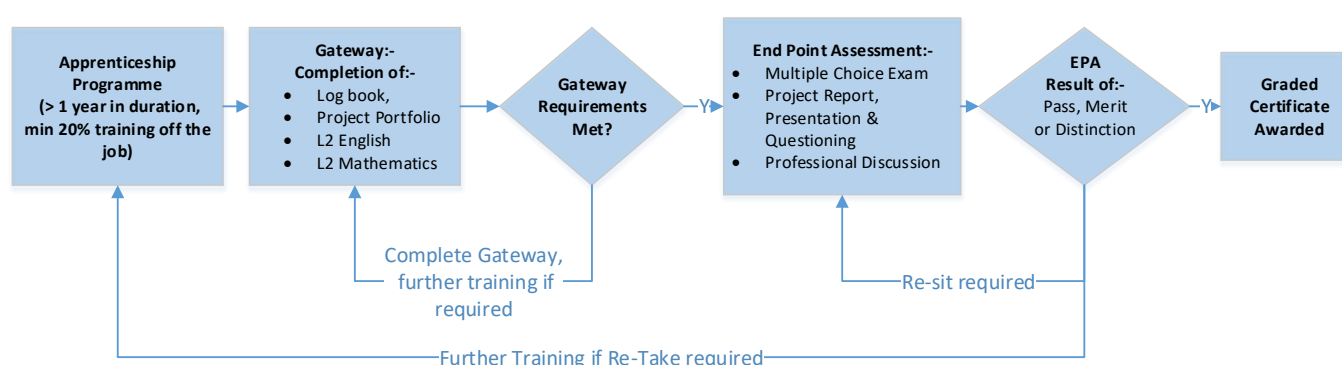 Apprenticeship
Programme
(> 1 year in duration,
min 20% training off the
job)
Gateway:-
Completion of:-
• Log book,
• Project Portfolio
• L2 English
• L2 Mathematics
Gateway
Requirements
Met?
Y
End Point Assessment:-
• Multiple Choice Exam
• Project Report,
Presentation &
Questioning
• Professional Discussion
EPA
Result of:-
Pass, Merit
or Distinction
Y
Graded
Certificate
Awarded
Complete Gateway,
further training if
required
Re-sit required
Further Training if Re-Take required